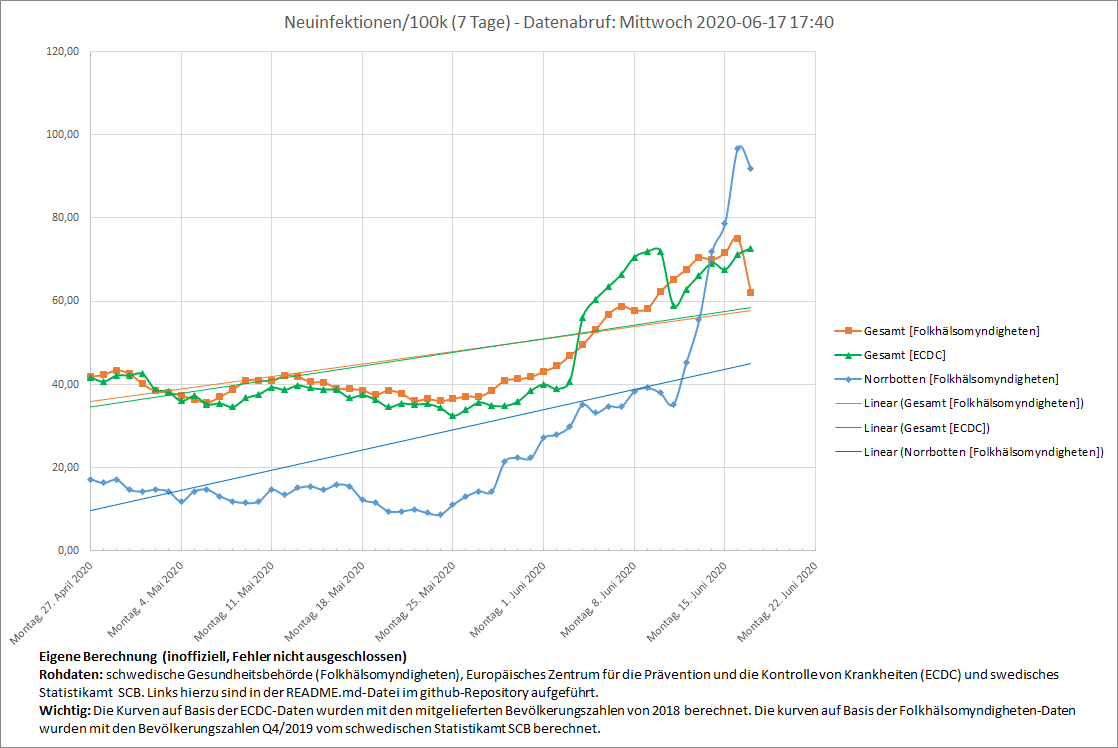 Neuinfektionen/100k (7 Tage) - Datenabruf: Mittwoch 2020-06-17 17:40
120,00
100,00
80,00
60,00
40,00
20,00
0,00
Montag, 27. April 2020
Montag, 4. Mai 2020
Montag, 11. Mai 2020
Montag, 18. Mai 2020
Montag, 25. Mai 2020
Montag, 1. Juni 2020
Montag, 8. Juni 2020
Montag, 15. Juni 2020
Montag, 22. Juni 2020
Gesamt [Folkhälsomyndigheten]
Gesamt [ECDC]
Norrbotten [Folkhälsomyndigheten]
Linear (Gesamt [Folkhälsomyndigheten])
Linear (Gesamt [ECDC])
Linear (Norrbotten [Folkhälsomyndigheten])
Eigene Berechnung (inoffiziell, Fehler nicht ausgeschlossen)
Rohdaten: schwedische Gesundheitsbehörde (Folkhälsomyndigheten), Europäisches Zentrum für die Prävention und die Kontrolle von Krankheiten (ECDC) und swedisches
Statistikamt SCB. Links hierzu sind in der README.md-Datei im github-Repository aufgeführt.
Wichtig: Die Kurven auf Basis der ECDC-Daten wurden mit den mitgelieferten Bevölkerungszahlen von 2018 berechnet. Die kurven auf Basis der Folkhälsomyndigheten-Daten
wurden mit den Bevölkerungszahlen Q4/2019 vom schwedischen Statistikamt SCB berechnet.